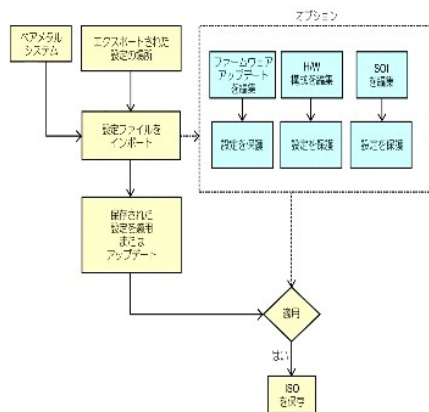 オプション
ベアメタル
システム
エクスポートされた
設定の場所
ファームウェア
アップデート
を編集
H/W
構成を編集
SOI
を編集
設定ファイルを
インポート
設定を保護
設定を保護
設定を保護
保存された
設定を適用
または
アップデート
適用
はい
ISO
を保存